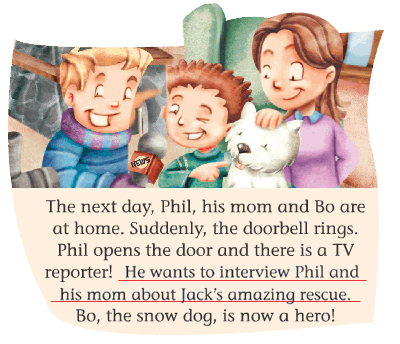 NEWS
The next day, Phil, his mom and Bo are
at home. Suddenly, the doorbell rings.
Phil opens the door and there is a TV
reporter! He wants to interview Phil and
his mom about Jack's amazing rescue.
Bo, the snow dog, is now a hero!